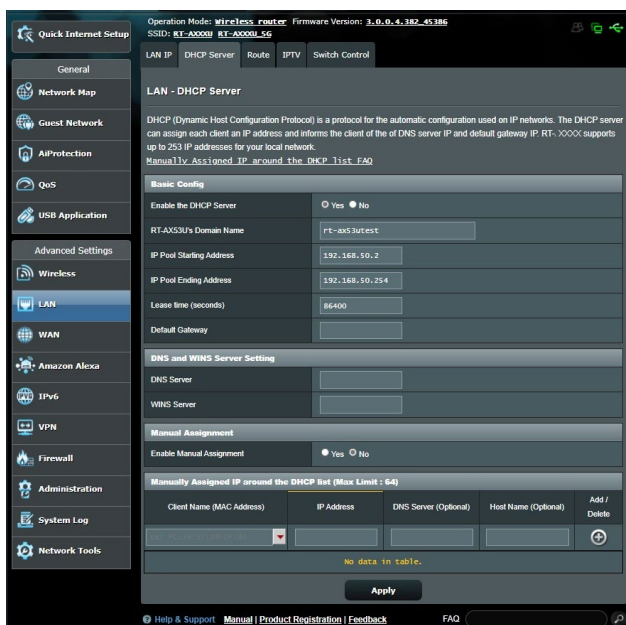 Quick Internet Setup
General
Network Map
Guest Network
AiProtection
QoS
USB Application
Advanced Settings
Wireless
LAN
WAN
Amazon Alexa
IPv6
VPN
Firewall
Administration
System Log
Network Tools
Operation Mode: Wireless router Firmware Version: 3.0.0.4.382_45386
SSID: RT-AXXXU RT-AXXXU_5G
LAN IP DHCP Server Route IPTV Switch Control
LAN - DHCP Server
DHCP (Dynamic Host Configuration Protocol) is a protocol for the automatic configuration used on IP networks. The DHCP server
can assign each client an IP address and informs the client of the of DNS server IP and default gateway IP. RT-XXXX supports
up to 253 IP addresses for your local network.
Manually Assigned IP around the DHCP list FAQ
Basic Config
Enable the DHCP Server Yes No
RT-AX53U's Domain Name rt-ax53utest
IP Pool Starting Address 192.168.50.2
IP Pool Ending Address 192.168.50.254
Lease time (seconds) 86400
Default Gateway
DNS and WINS Server Setting
DNS Server
WINS Server
Manual Assignment
Enable Manual Assignment Yes No
Manually Assigned IP around the DHCP list (Max Limit : 64)
Client Name (MAC Address) IP Address DNS Server (Optional) Host Name (Optional) Add /
Delete
No data in table.
Apply
Help & Support Manual | Product Registration | Feedback FAQ